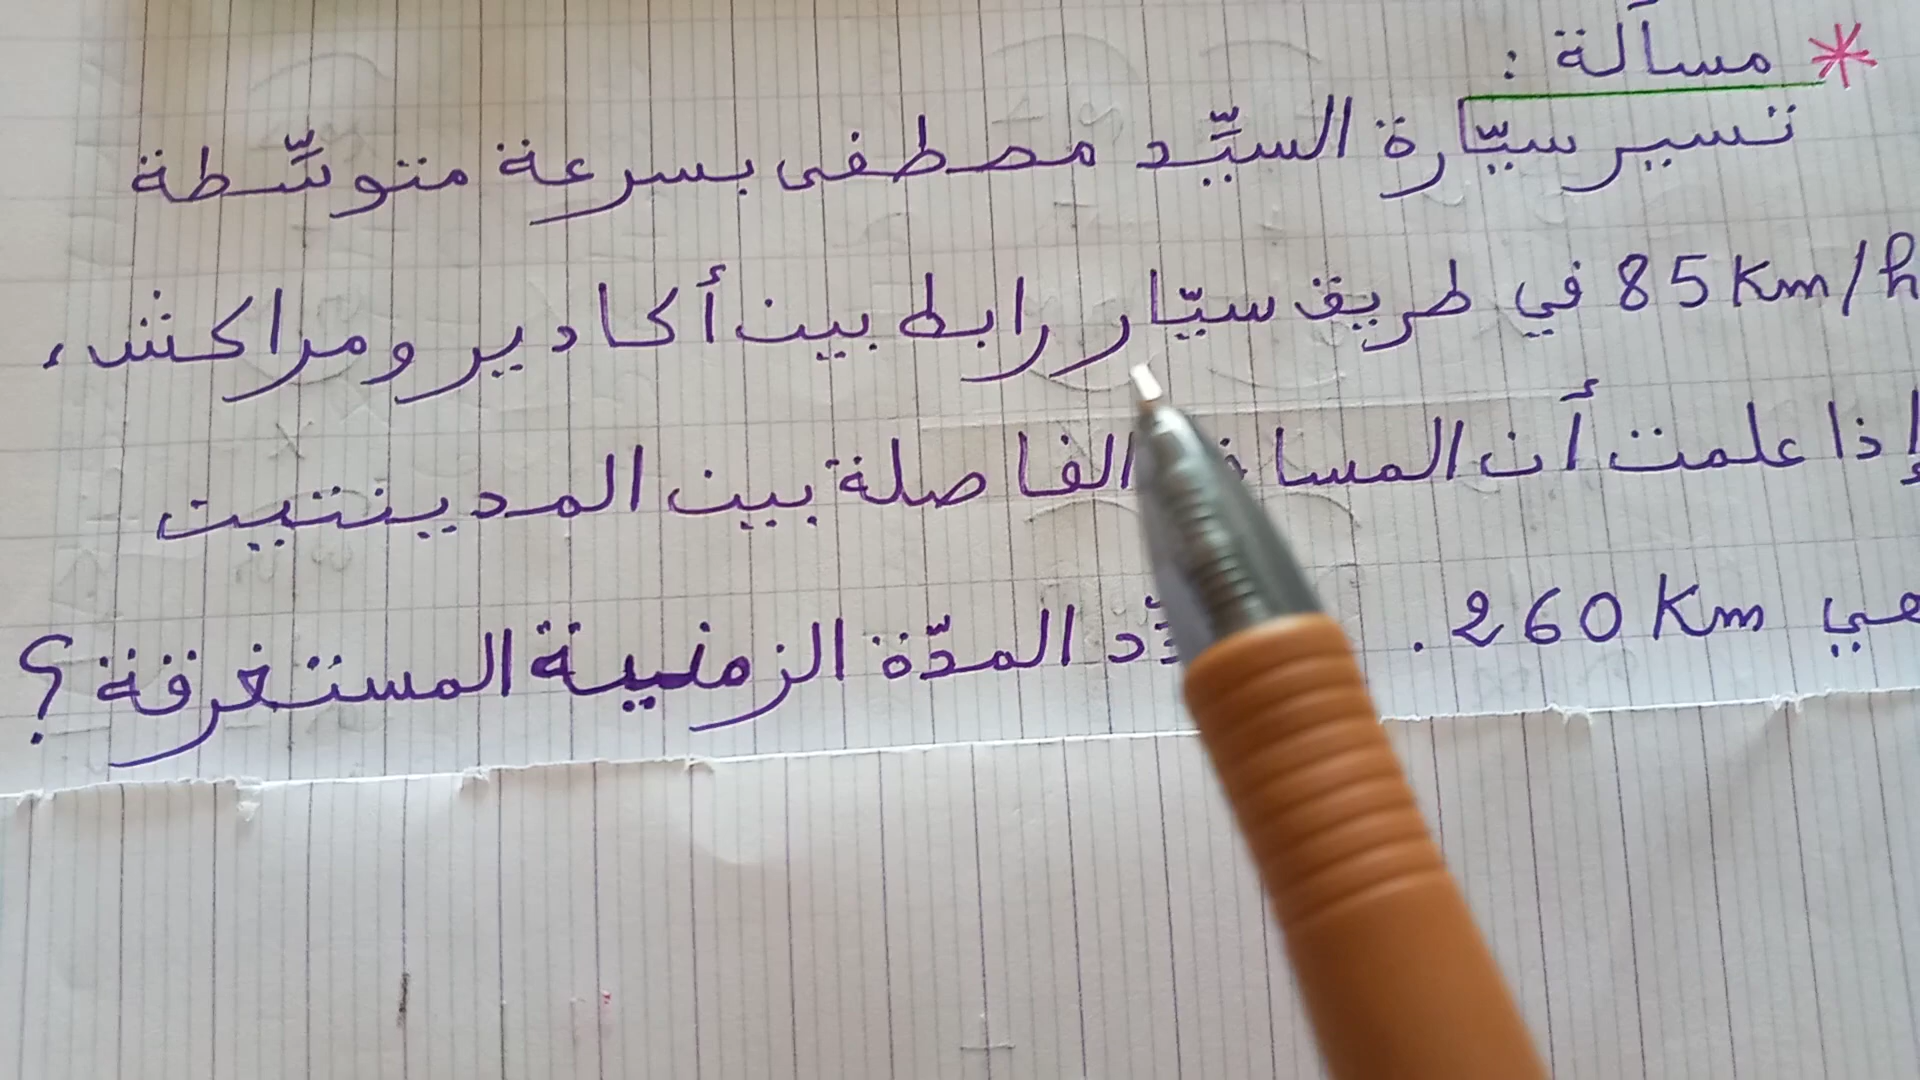 * مسألة :
تسير سيّارة السيّد مصطفى بسرعة متوسّطة
85 Km/h في طريق سيّار رابط بين أكادير ومراكش،
إذا علمت أن الفاصلة بين المدينتين
هي 260 Km . المدّة الزمنية المستغرقة ؟